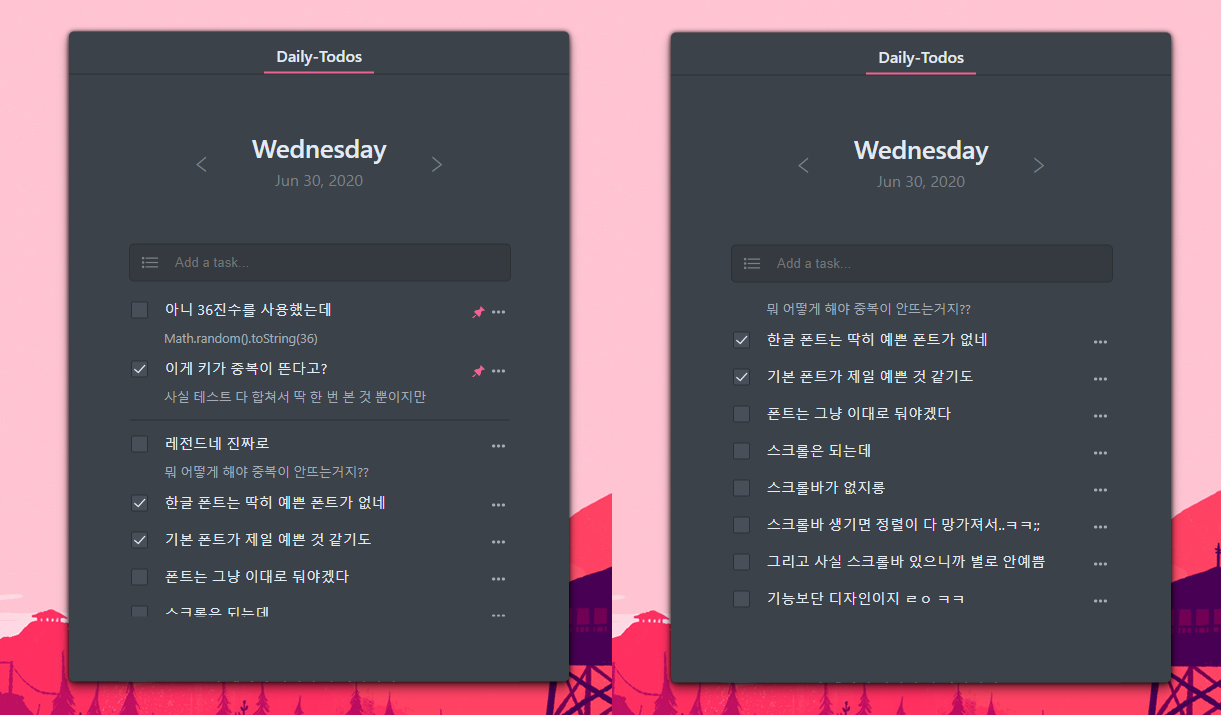 Daily-Todos
Wednesday
Jun 30, 2020
Add a task...
아니 36진수를 사용했는데
Math.random().toString(36)
이게 키가 중복이 뜬다고?
사실 테스트 다 합쳐서 딱 한 번 본 것 뿐이지만
레전드네 진짜로
뭐 어떻게 해야 중복이 안뜨는거지??
한글 폰트는 딱히 예쁜 폰트가 없네
기본 폰트가 제일 예쁜 것 같기도
폰트는 그냥 이대로 둬야겠다
스크롤은 되는데
Daily-Todos
Wednesday
Jun 30, 2020
Add a task...
뭐 어떻게 해야 중복이 안뜨는거지??
한글 폰트는 딱히 예쁜 폰트가 없네
기본 폰트가 제일 예쁜 것 같기도
폰트는 그냥 이대로 둬야겠다
스크롤은 되는데
스크롤바가 없지롱
스크롤바 생기면 정렬이 다 망가져서..ㅋㅋ;;
그리고 사실 스크롤바 있으니까 별로 안예쁨
기능보단 디자인이지 ㄹㅇ ㅋㅋ